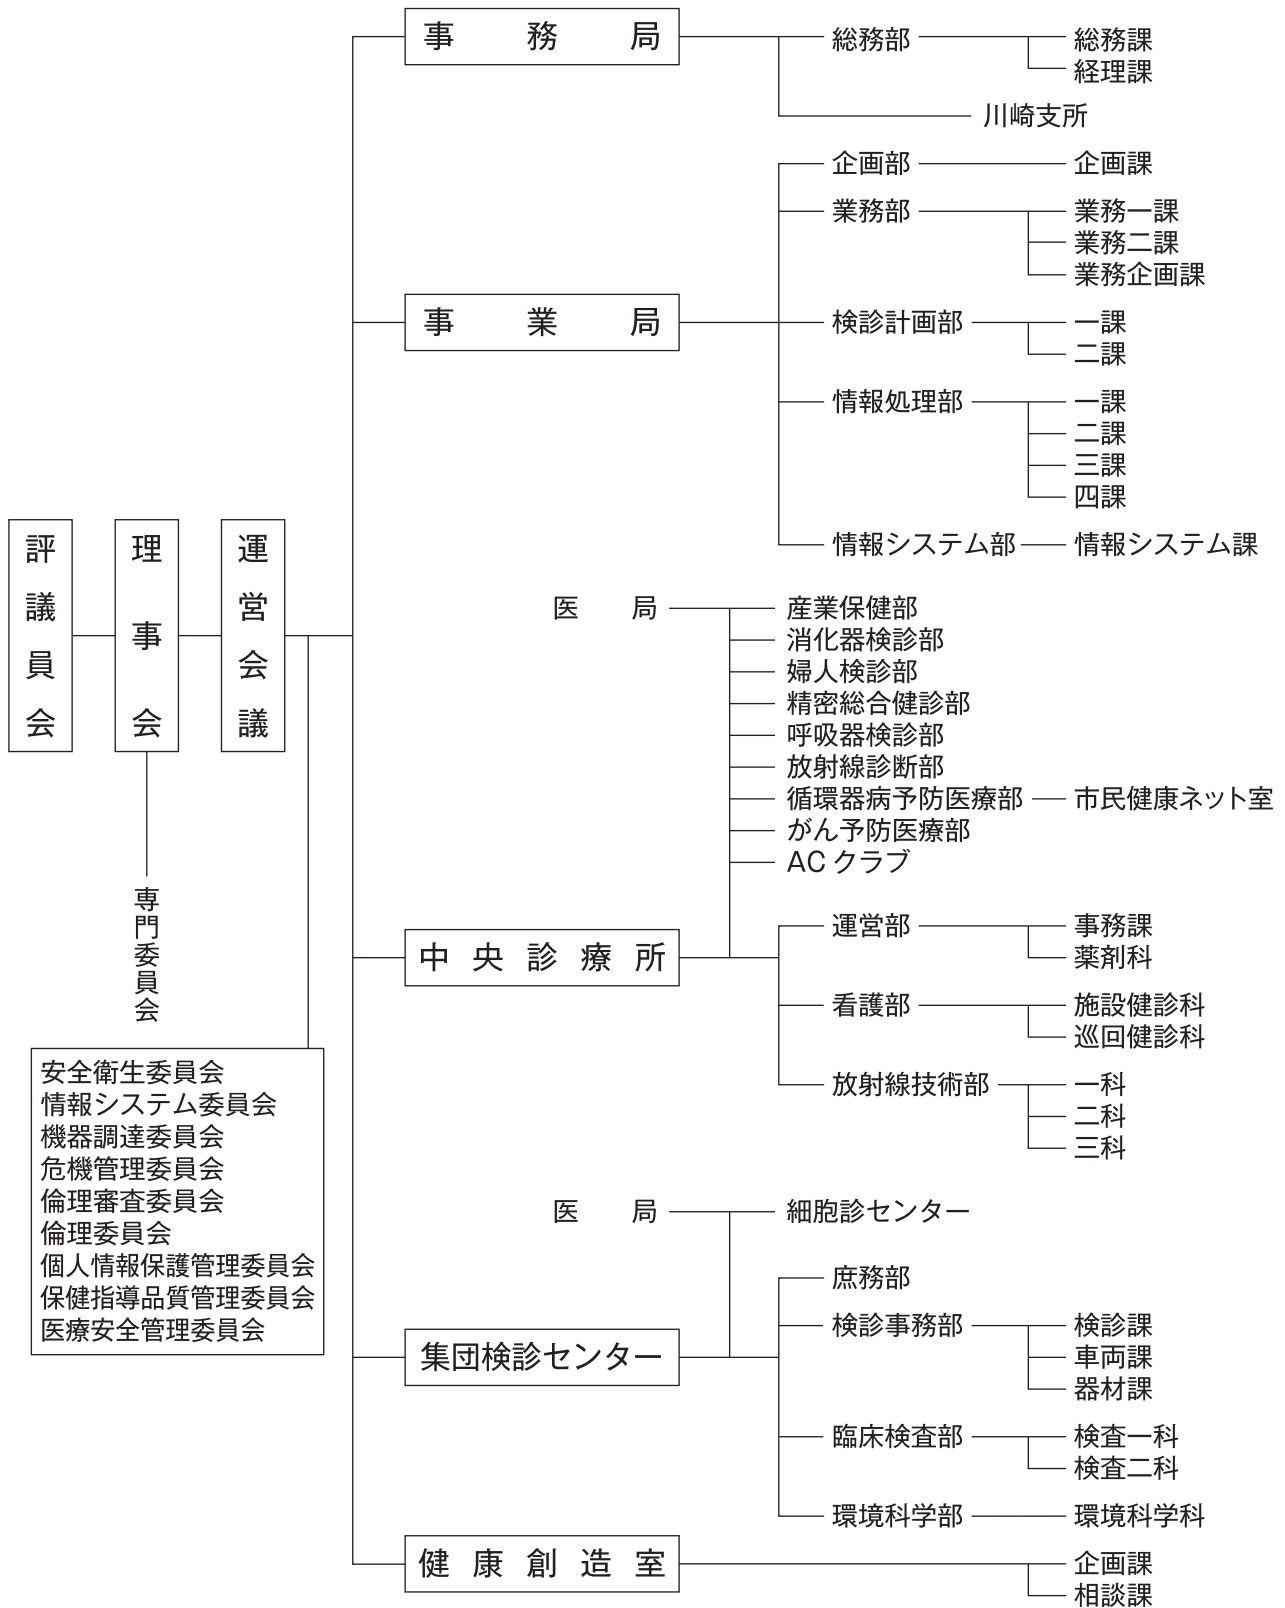 評議員会
理事会
専門委員会
運営会議
安全衛生委員会
情報システム委員会
機器調達委員会
危機管理委員会
倫理審査委員会
倫理委員会
個人情報保護管理委員会
保健指導品質管理委員会
医療安全管理委員会
事務局
総務部
総務課
経理課
川崎支所
事業局
企画部
企画課
業務部
業務一課
業務二課
業務企画課
検診計画部
一課
二課
情報処理部
一課
二課
三課
四課
情報システム部
情報システム課
中央診療所
医局
産業保健部
消化器検診部
婦人検診部
精密総合健診部
呼吸器検診部
放射線診断部
循環器病予防医療部
市民健康ネット室
がん予防医療部
ACクラブ
運営部
事務課
薬剤科
看護部
施設健診科
巡回健診科
放射線技術部
一科
二科
三科
集団検診センター
医局
細胞診センター
庶務部
検診事務部
検診課
車両課
器材課
臨床検査部
検査一科
検査二科
環境科学部
環境科学科
健康創造室
企画課
相談課